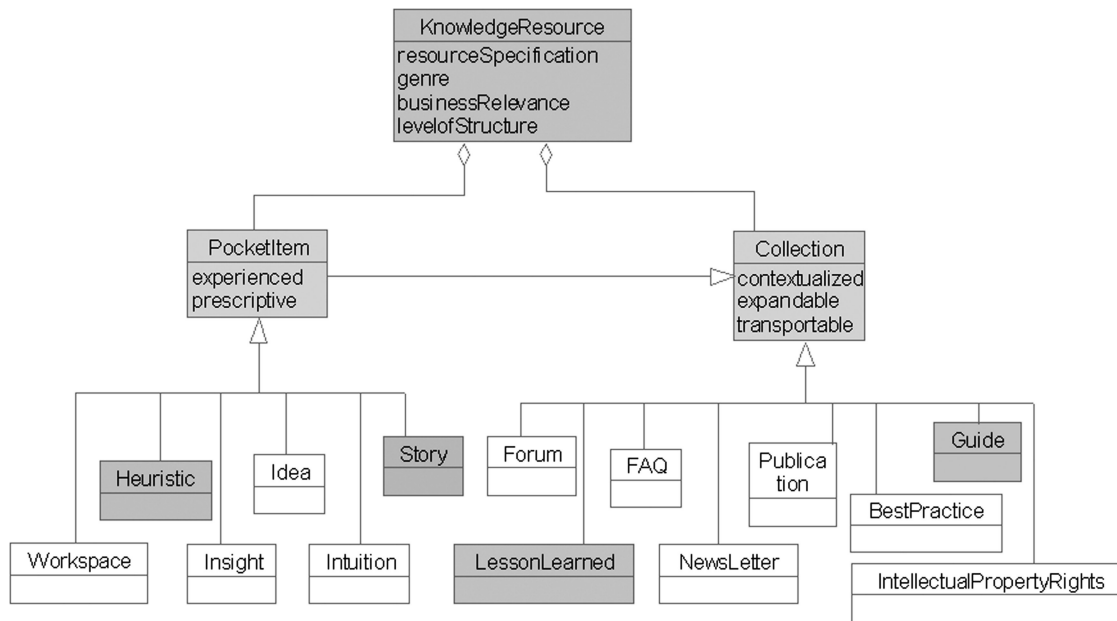 KnowledgeResource
resourceSpecification
genre
businessRelevance
levelofStructure
PocketItem
experienced
prescriptive
Collection
contextualized
expandable
transportable
Heuristic
Idea
Story
Workspace
Insight
Intuition
Forum
FAQ
Publica
tion
Guide
BestPractice
LessonLearned
NewsLetter
IntellectualPropertyRights